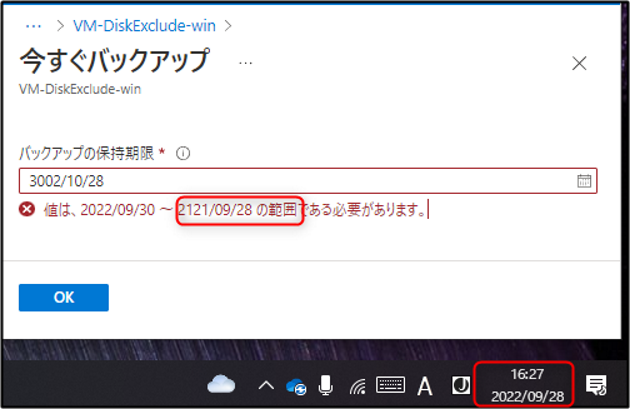 … > VM-DiskExclude-win >
今すぐバックアップ …
VM-DiskExclude-win
バックアップの保持期限 *
3002/10/28
値は、2022/09/30 ～ 2121/09/28 の範囲である必要があります。
OK
A
16:27
2022/09/28